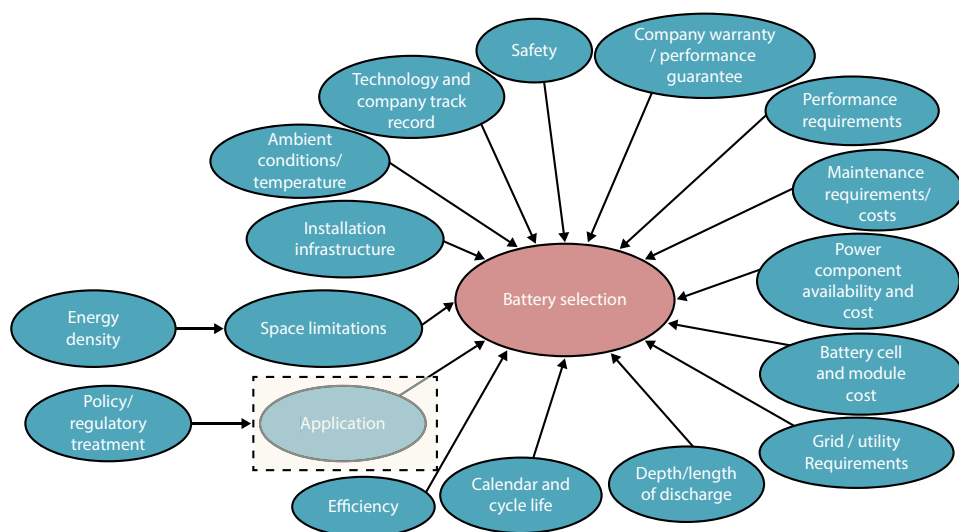 Safety
Company warranty
/ performance
guarantee
Technology and
company track
record
Performance
requirements
Ambient
conditions/
temperature
Maintenance
requirements/
costs
Installation
infrastructure
Power
component
availability and
cost
Battery selection
Energy
density
Space limitations
Battery cell
and module
cost
Policy/
regulatory
treatment
Application
Grid / utility
Requirements
Efficiency
Calendar and
cycle life
Depth/length
of discharge